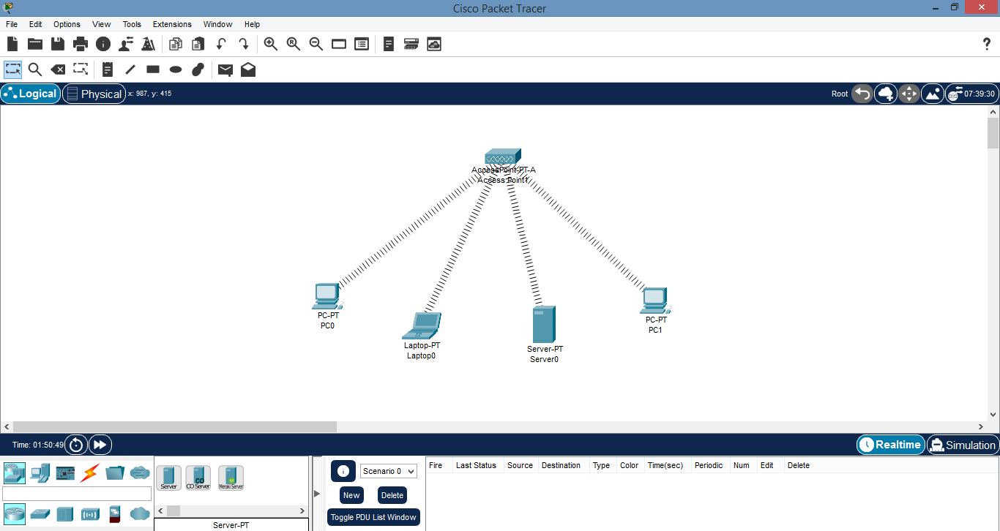 Cisco Packet Tracer
File Edit Options View Tools Extensions Window Help
Logical Physical x: 987, y: 415 Root 07:39:30
AccessPoint-PT-A
Access Point1
PC-PT
PC0
Laptop-PT
Laptop0
Server-PT
Server0
PC-PT
PC1
Time: 01:50:49 Realtime Simulation
Server CO Server Meraki Server
Server-PT
Scenario 0
New Delete
Toggle PDU List Window
Fire Last Status Source Destination Type Color Time(sec) Periodic Num Edit Delete